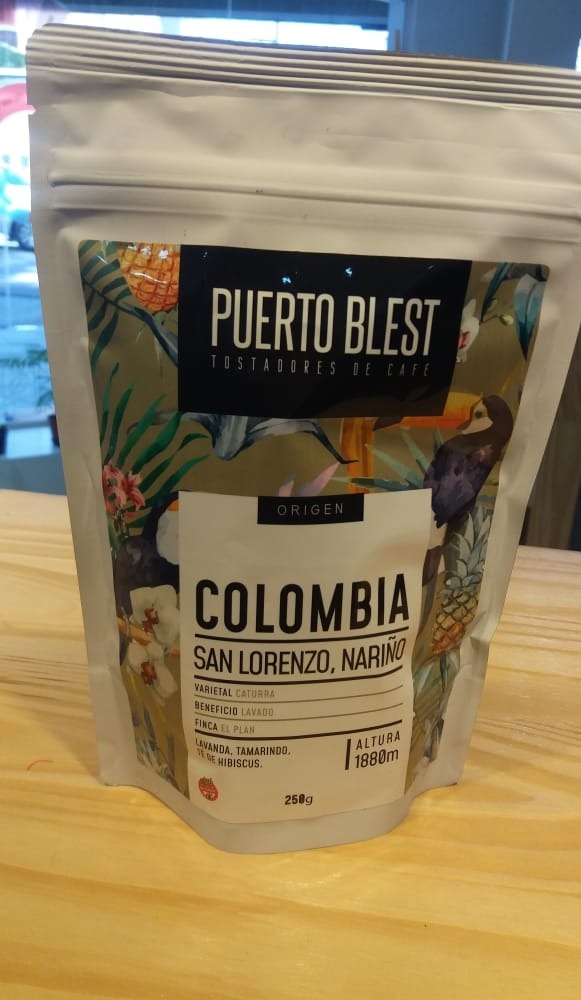 PUERTO BLEST
TOSTADORES DE CAFE
ORIGEN
COLOMBIA
SAN LORENZO, NARIÑO
VARIETAL CATURRA
BENEFICIO LAVADO
FINCA EL PLAN
LAVANDA, TAMARINDO,
TE DE HIBISCUS.
ALTURA
1880m
250g